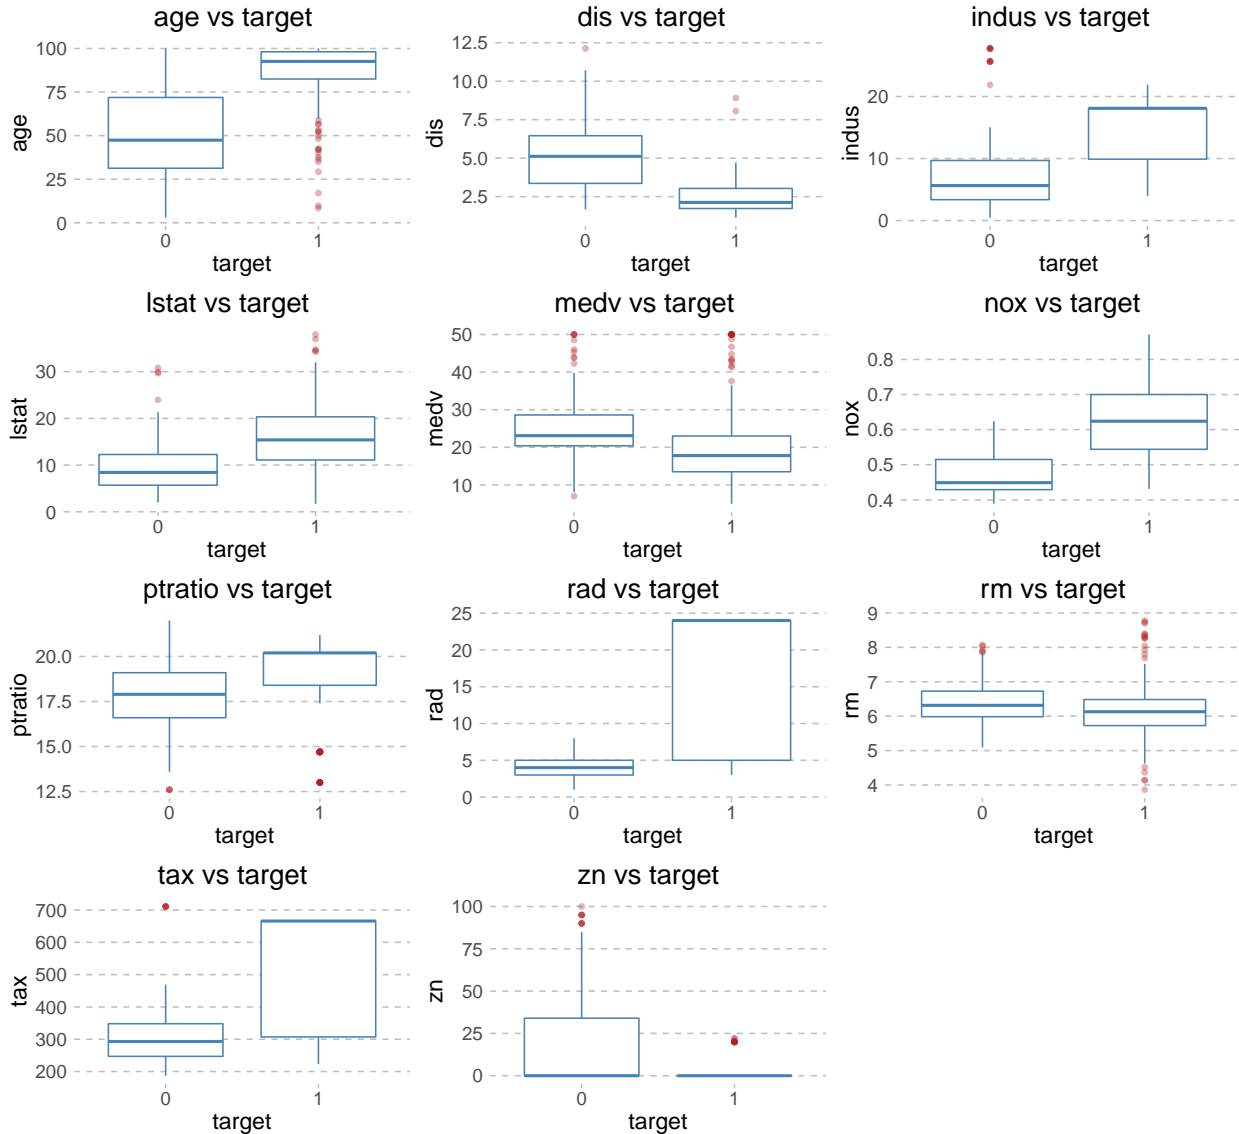 age vs target
100
75
50
25
0
age
0 1
target
dis vs target
12.5
10.0
7.5
5.0
2.5
dis
0 1
target
indus vs target
20
10
0
indus
0 1
target
lstat vs target
30
20
10
0
lstat
0 1
target
medv vs target
50
40
30
20
10
medv
0 1
target
nox vs target
0.8
0.7
0.6
0.5
0.4
nox
0 1
target
ptratio vs target
20.0
17.5
15.0
12.5
ptratio
0 1
target
rad vs target
25
20
15
10
5
0
rad
0 1
target
rm vs target
9
8
7
6
5
4
rm
0 1
target
tax vs target
700
600
500
400
300
200
tax
0 1
target
zn vs target
100
75
50
25
0
zn
0 1
target